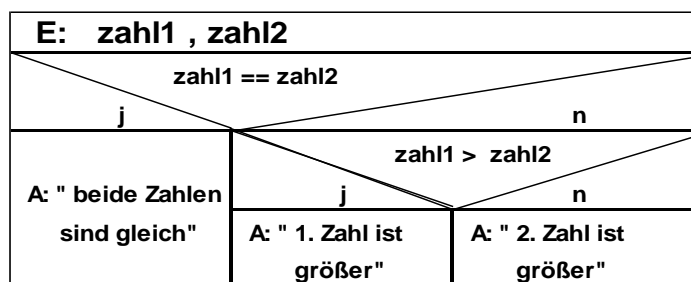 E: zahl1 , zahl2
zahl1 == zahl2
j
n
zahl1 > zahl2
A: " beide Zahlen
sind gleich"
j
n
A: " 1. Zahl ist
größer"
A: " 2. Zahl ist
größer"